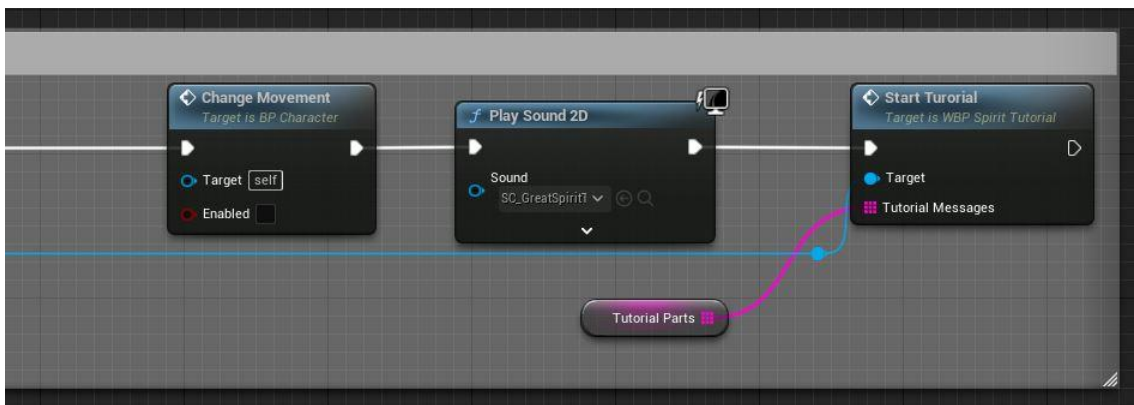 Change Movement
Target is BP Character
Target self
Enabled
f Play Sound 2D
Sound
SC_GreatSpiritT
Start Turorial
Target is WBP Spirit Tutorial
Target
Tutorial Messages
Tutorial Parts